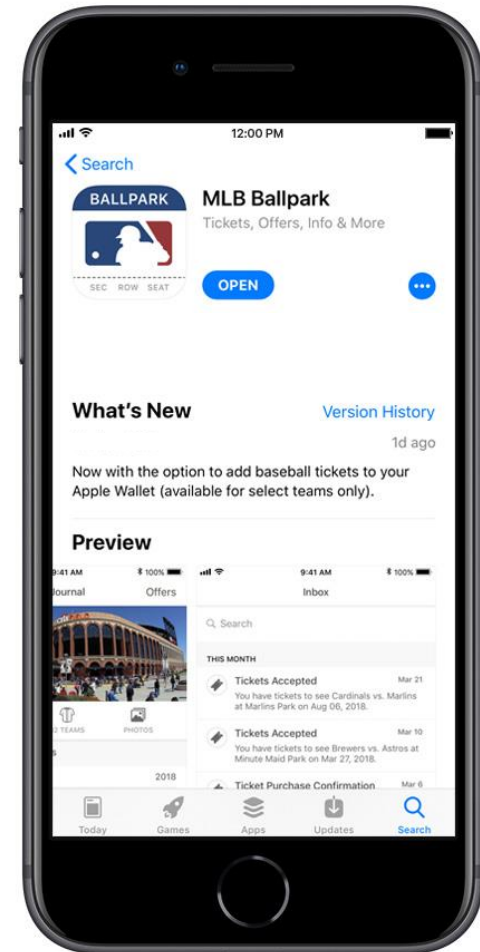 12:00 PM
Search
BALLPARK
SEC ROW SEAT
MLB Ballpark
Tickets, Offers, Info & More
OPEN
What's New
Version History
1d ago
Now with the option to add baseball tickets to your
Apple Wallet (available for select teams only).
Preview
9:41 AM 100%
Journal Offers
2 TEAMS PHOTOS
s
2018
9:41 AM 100%
Inbox
Search
THIS MONTH
Tickets Accepted Mar 21
You have tickets to see Cardinals vs. Marlins
at Marlins Park on Aug 06, 2018.
Tickets Accepted Mar 10
You have tickets to see Brewers vs. Astros at
Minute Maid Park on Mar 27, 2018.
Ticket Purchase Confirmation Mar 6
Today Games Apps Updates Search